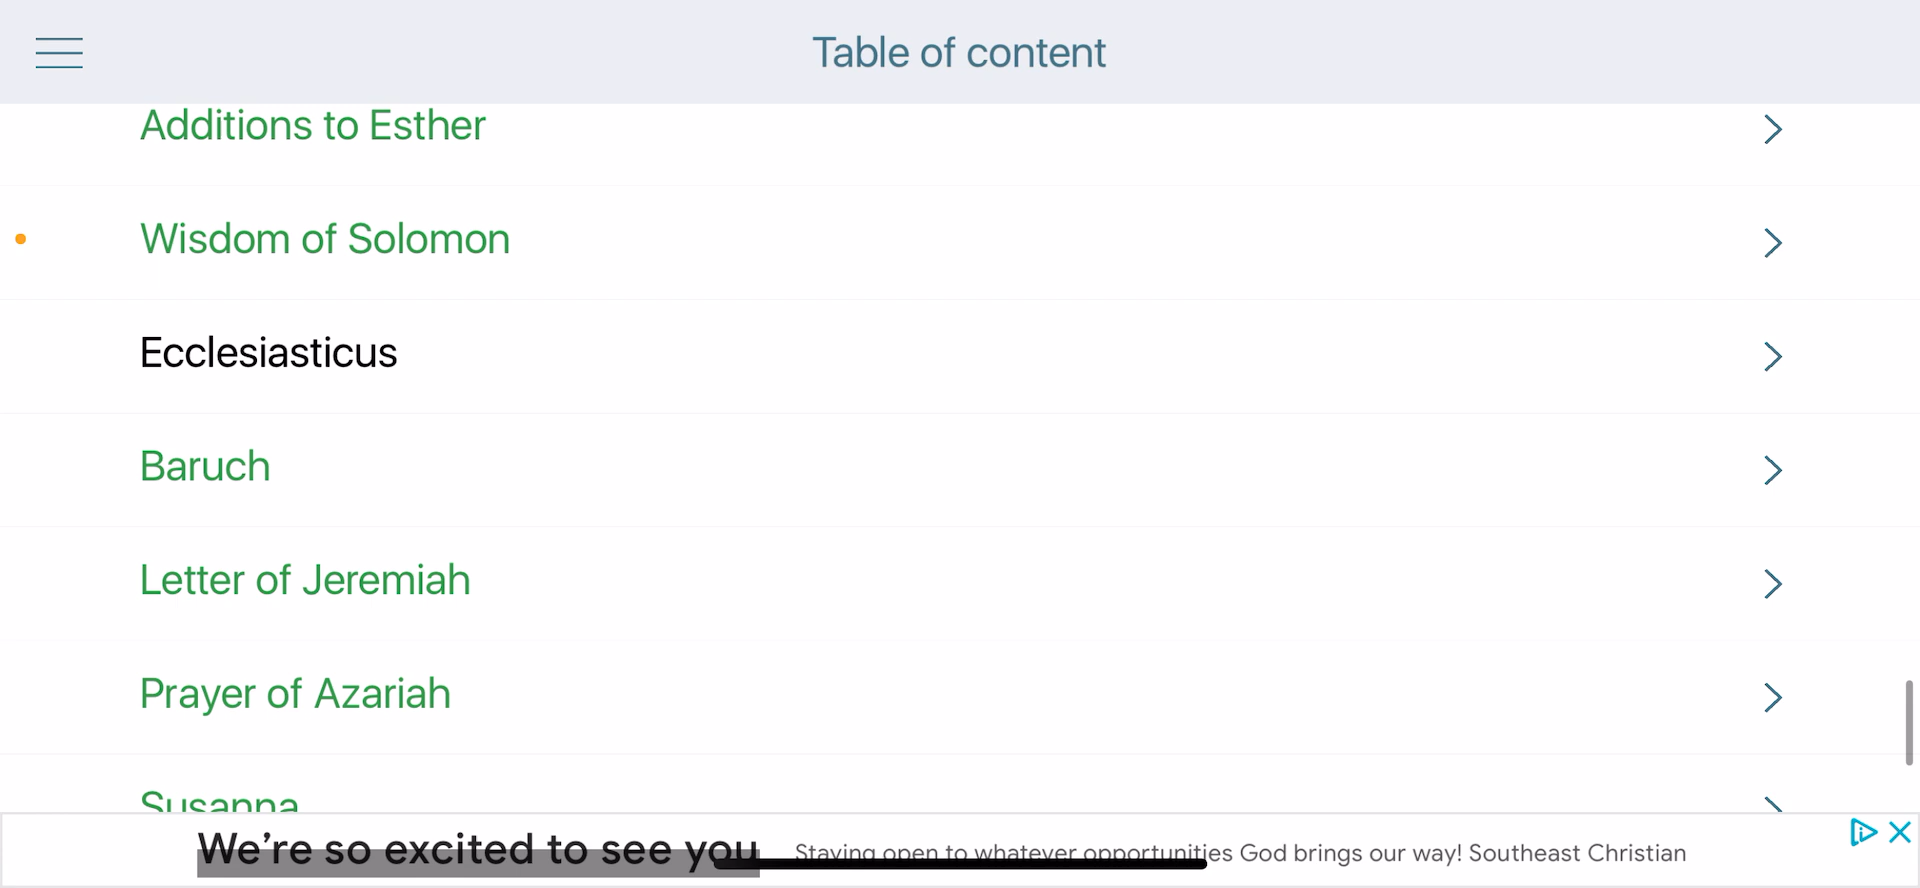 Table of content
Additions to Esther
Wisdom of Solomon
Ecclesiasticus
Baruch
Letter of Jeremiah
Prayer of Azariah
Susanna
We're so excited to see you
Staying open to whatever opportunities God brings our way! Southeast Christian